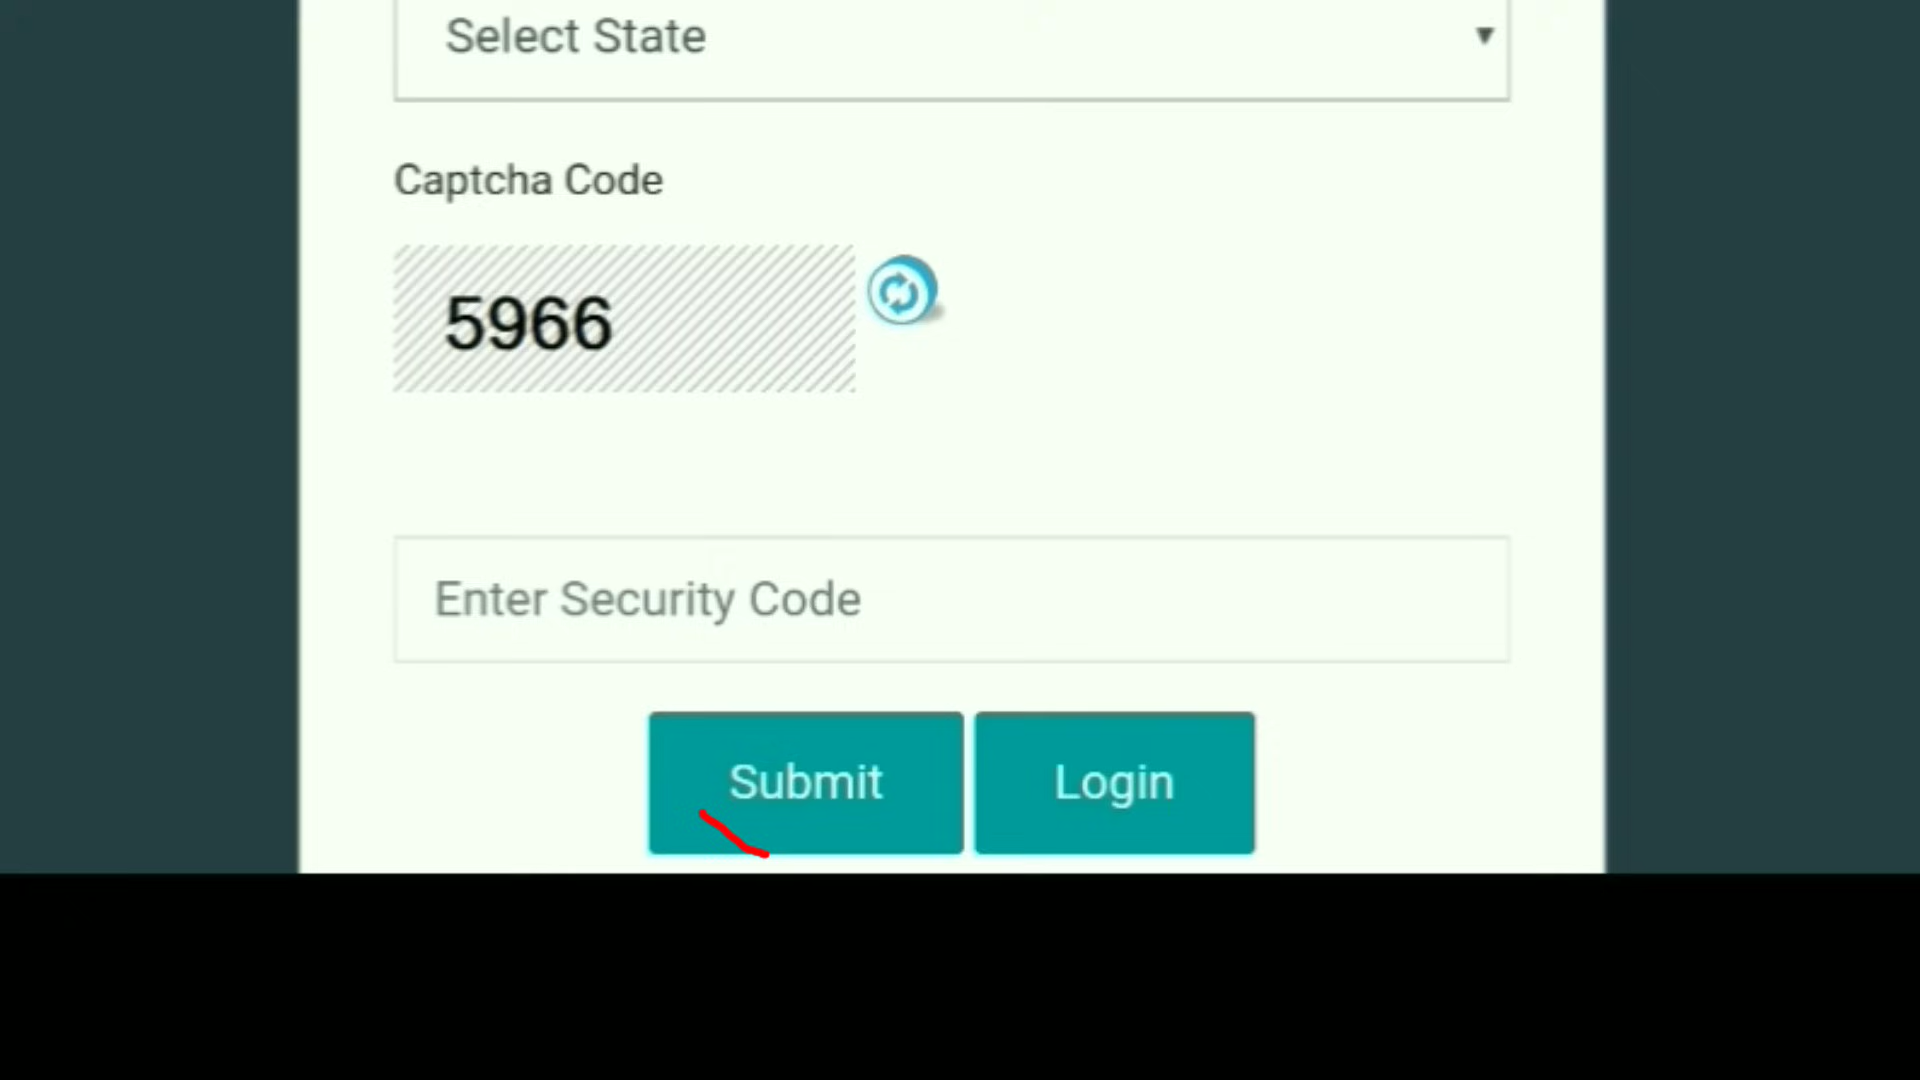 Select State
Captcha Code
5966
Enter Security Code
Submit Login